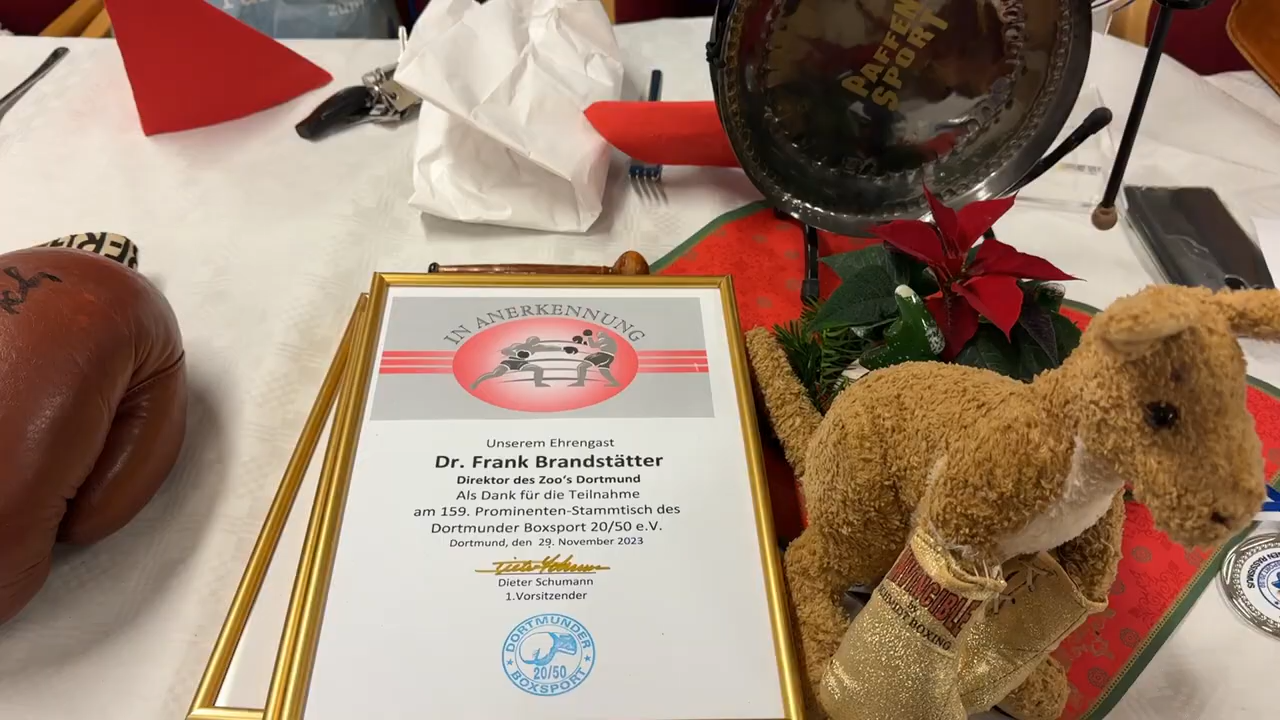 PAFFEN
SPORT
IN ANERKENNUNG
Unserem Ehrengast
Dr. Frank Brandstätter
Direktor des Zoo's Dortmund
Als Dank für die Teilnahme
am 159. Prominenten-Stammtisch des
Dortmunder Boxsport 20/50 e.V.
Dortmund, den 29. November 2023
Dieter Schumann
1.Vorsitzender
DORTMUNDER
20/50
BOXSPORT